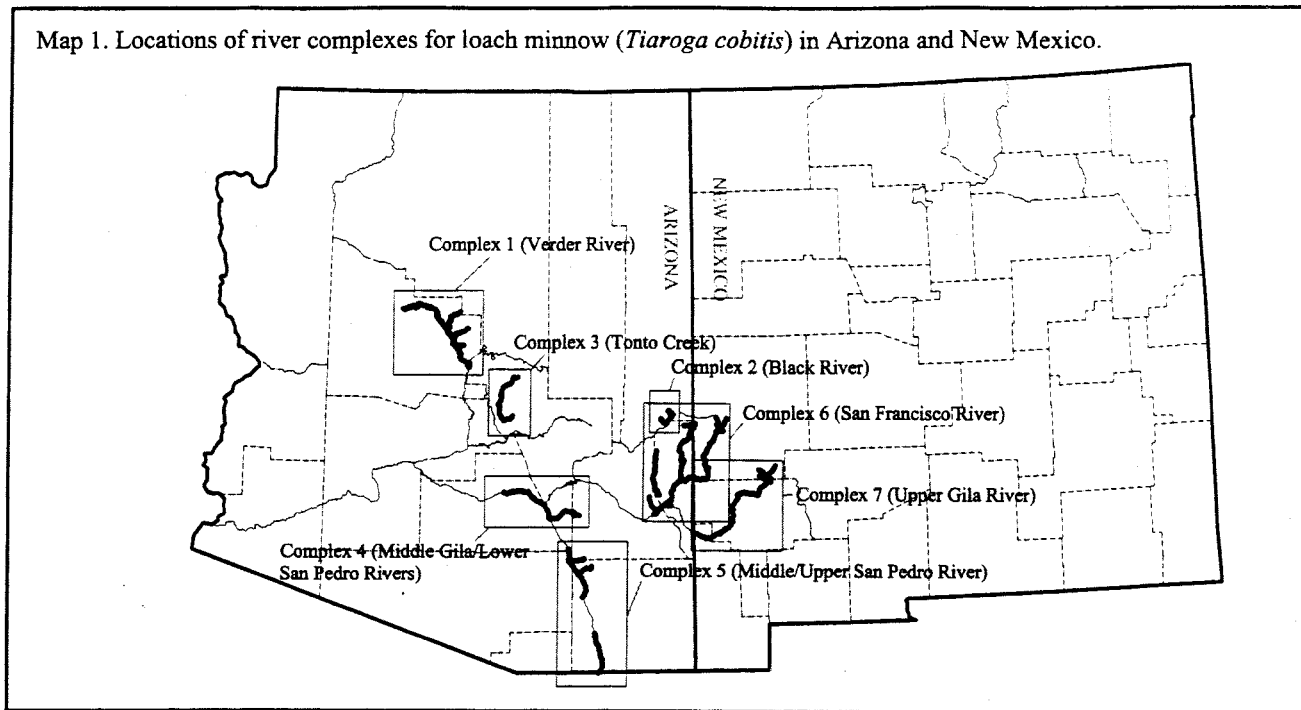 Map 1. Locations of river complexes for loach minnow (Tiaroga cobitis) in Arizona and New Mexico.
NEW MEXICO
ARIZONA
Complex 1 (Verder River)
Complex 3 (Tonto Creek)
Complex 2 (Black River)
Complex 6 (San Francisco River)
Complex 7 (Upper Gila River)
Complex 4 (Middle Gila/Lower
San Pedro Rivers)
Complex 5 (Middle/Upper San Pedro River)